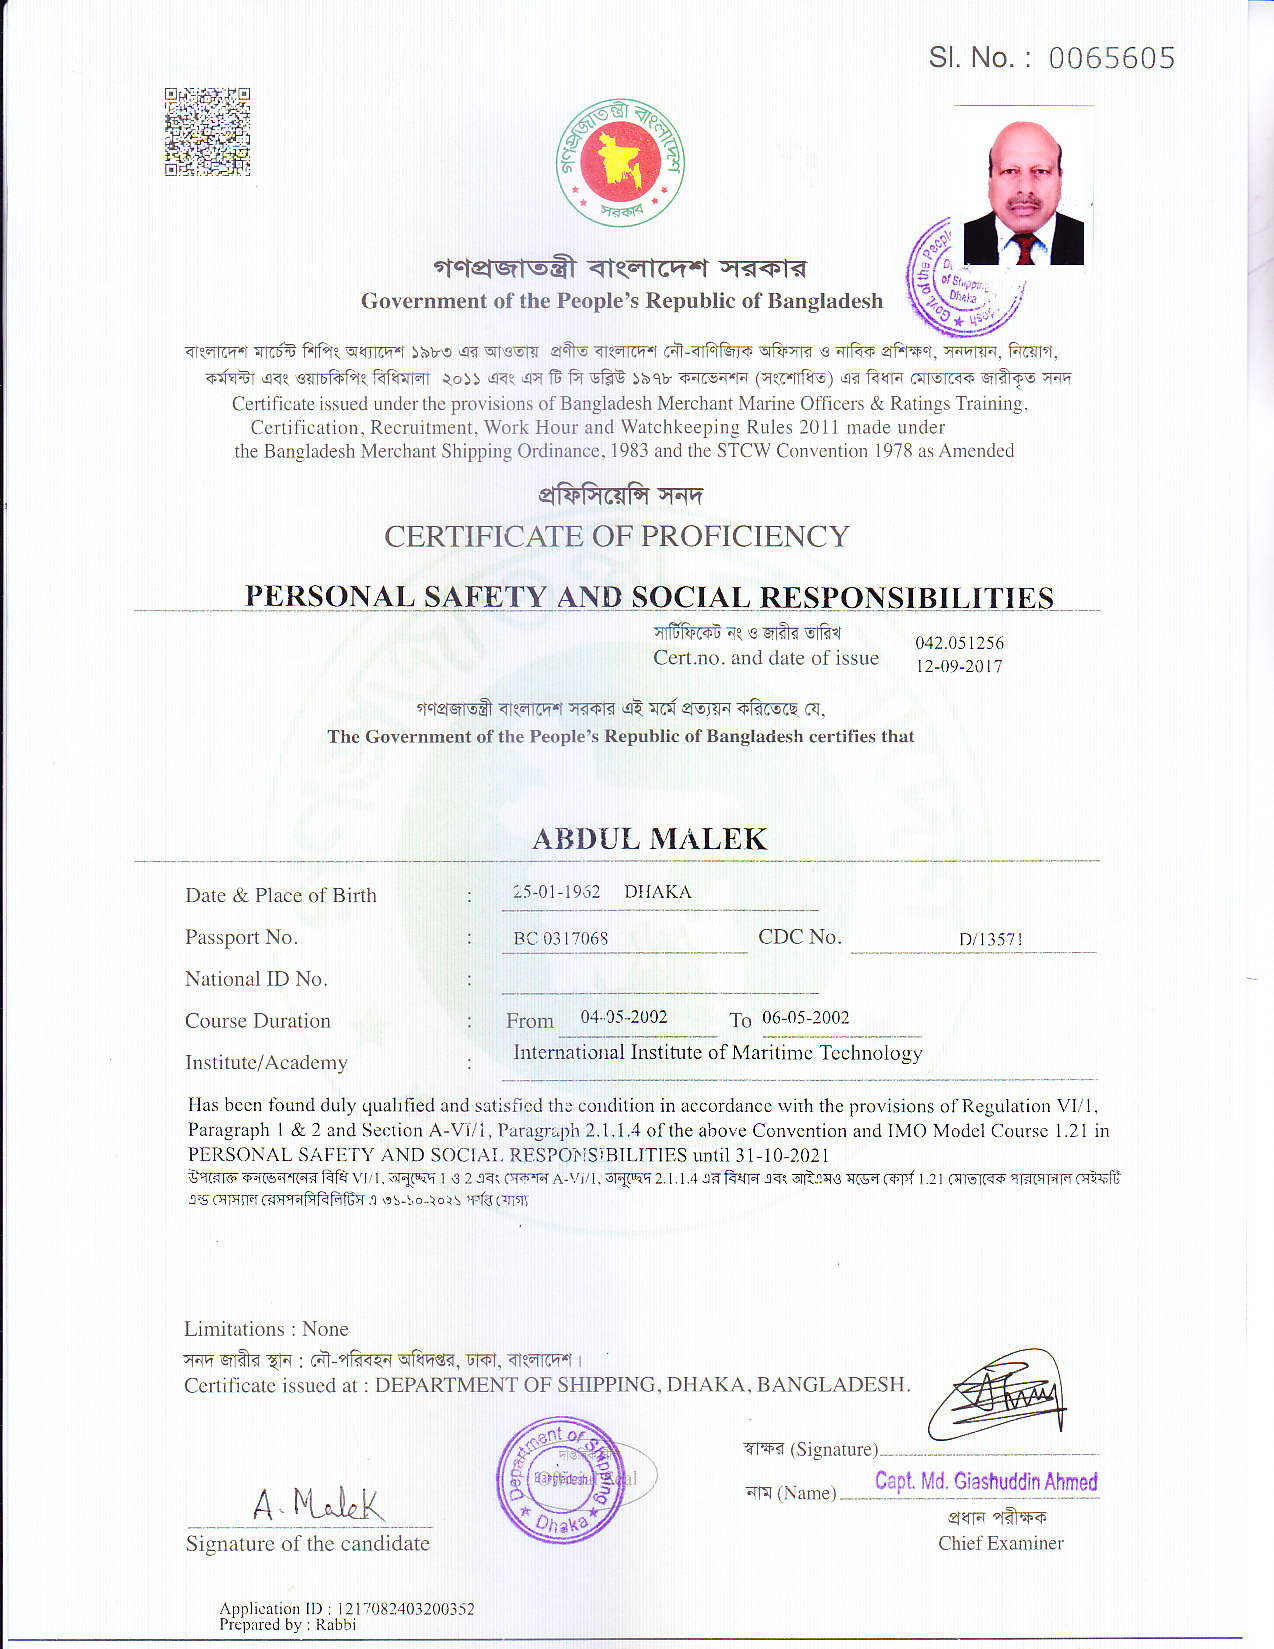 Sl. No. : 0065605
গণপ্রজাতন্ত্রী বাংলাদেশ
সরকার
গণপ্রজাতন্ত্রী বাংলাদেশ সরকার
Government of the People's Republic of Bangladesh
Govt. of the People
of Shipping
Dhaka
বাংলাদেশ মার্চেন্ট শিপিং অধ্যাদেশ ১৯৮৩ এর আওতায় প্রণীত বাংলাদেশ নৌ-বাণিজ্যিক অফিসার ও নাবিক প্রশিক্ষণ, সনদায়ন, নিয়োগ,
কর্মঘন্টা এবং ওয়াচকিপিং বিধিমালা ২০১১ এবং এস টি সি ডব্লিউ ১৯৭৮ কনভেনশন (সংশোধিত) এর বিধান মোতাবেক জারীকৃত সনদ
Certificate issued under the provisions of Bangladesh Merchant Marine Officers & Ratings Training,
Certification, Recruitment, Work Hour and Watchkeeping Rules 2011 made under
the Bangladesh Merchant Shipping Ordinance, 1983 and the STCW Convention 1978 as Amended
প্রফিসিয়েন্সি সনদ
CERTIFICATE OF PROFICIENCY
PERSONAL SAFETY AND SOCIAL RESPONSIBILITIES
সার্টিফিকেট নং ও জারীর তারিখ
Cert.no. and date of issue
042.051256
12-09-2017
গণপ্রজাতন্ত্রী বাংলাদেশ সরকার এই মর্মে প্রত্যয়ন করিতেছে যে,
The Government of the People's Republic of Bangladesh certifies that
ABDUL MALEK
Date & Place of Birth : 25-01-1962 DHAKA
Passport No. : BC 0317068 CDC No. D/13571
National ID No. :
Course Duration : From 04-05-2002 To 06-05-2002
Institute/Academy : International Institute of Maritime Technology
Has been found duly qualified and satisfied the condition in accordance with the provisions of Regulation VI/1,
Paragraph 1 & 2 and Section A-VI/1, Paragraph 2.1.1.4 of the above Convention and IMO Model Course 1.21 in
PERSONAL SAFETY AND SOCIAL RESPONSIBILITIES until 31-10-2021
উপরোক্ত কনভেনশনের বিধি VI/1, অনুচ্ছেদ 1 ও 2 এবং সেকশন A-VI/1, অনুচ্ছেদ 2.1.1.4 এর বিধান এবং আইএমও মডেল কোর্স 1.21 মোতাবেক পারসোনাল সেইফটি
এন্ড সোস্যাল রেসপনসিবিলিটিস এ ৩১-১০-২০২১ পর্যন্ত যোগ্য
Limitations : None
সনদ জারীর স্থান : নৌ-পরিবহন অধিদপ্তর, ঢাকা, বাংলাদেশ।
Certificate issued at : DEPARTMENT OF SHIPPING, DHAKA, BANGLADESH.
স্বাক্ষর (Signature)
Department of Shipping
Bangladesh
Dhaka
নাম (Name) Capt. Md. Giashuddin Ahmed
প্রধান পরীক্ষক
Chief Examiner
A. Malek
Signature of the candidate
Application ID : 1217082403200352
Prepared by : Rabbi